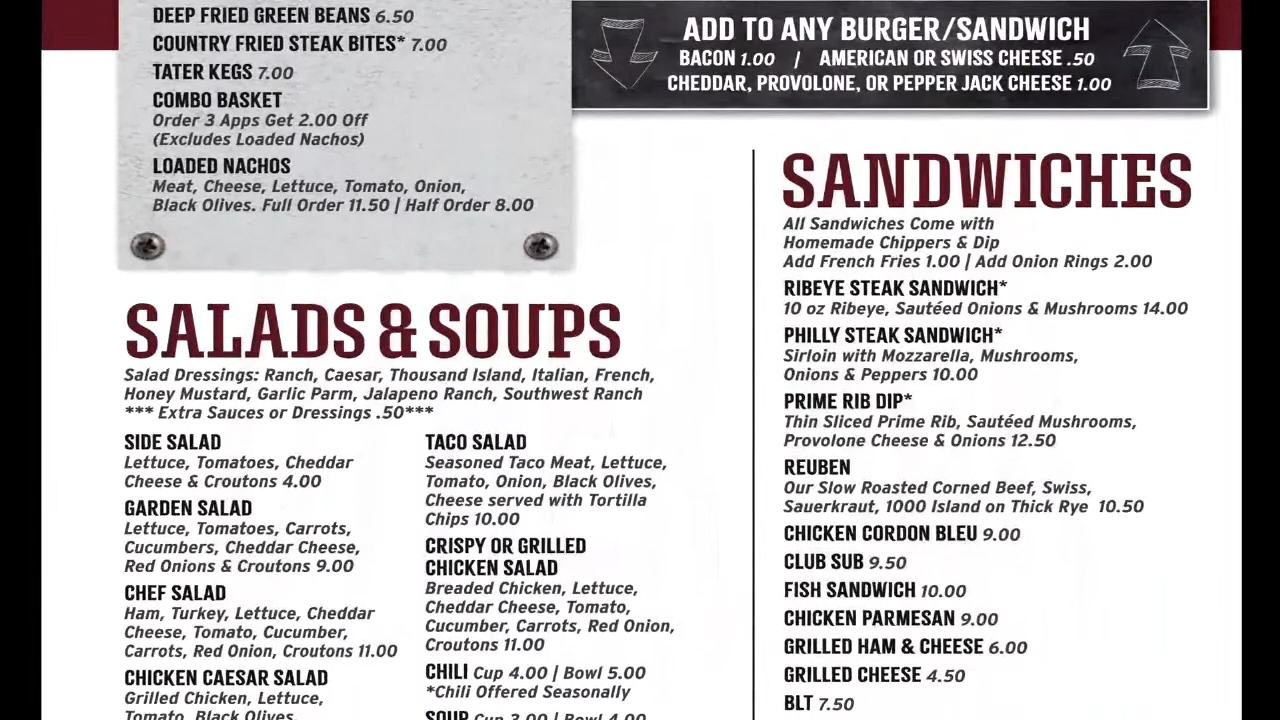 DEEP FRIED GREEN BEANS 6.50
COUNTRY FRIED STEAK BITES* 7.00
TATER KEGS 7.00
COMBO BASKET
Order 3 Apps Get 2.00 Off
(Excludes Loaded Nachos)
LOADED NACHOS
Meat, Cheese, Lettuce, Tomato, Onion,
Black Olives. Full Order 11.50 | Half Order 8.00
ADD TO ANY BURGER/SANDWICH
BACON 1.00 / AMERICAN OR SWISS CHEESE .50
CHEDDAR, PROVOLONE, OR PEPPER JACK CHEESE 1.00
SALADS & SOUPS
Salad Dressings: Ranch, Caesar, Thousand Island, Italian, French,
Honey Mustard, Garlic Parm, Jalapeno Ranch, Southwest Ranch
*** Extra Sauces or Dressings .50***
SIDE SALAD
Lettuce, Tomatoes, Cheddar
Cheese & Croutons 4.00
GARDEN SALAD
Lettuce, Tomatoes, Carrots,
Cucumbers, Cheddar Cheese,
Red Onions & Croutons 9.00
CHEF SALAD
Ham, Turkey, Lettuce, Cheddar
Cheese, Tomato, Cucumber,
Carrots, Red Onion, Croutons 11.00
CHICKEN CAESAR SALAD
Grilled Chicken, Lettuce,
Tomato, Black Olives,
TACO SALAD
Seasoned Taco Meat, Lettuce,
Tomato, Onion, Black Olives,
Cheese served with Tortilla
Chips 10.00
CRISPY OR GRILLED
CHICKEN SALAD
Breaded Chicken, Lettuce,
Cheddar Cheese, Tomato,
Cucumber, Carrots, Red Onion,
Croutons 11.00
CHILI Cup 4.00 | Bowl 5.00
*Chili Offered Seasonally
SOUP Cup 3.00 | Bowl 4.00
SANDWICHES
All Sandwiches Come with
Homemade Chippers & Dip
Add French Fries 1.00 | Add Onion Rings 2.00
RIBEYE STEAK SANDWICH*
10 oz Ribeye, Sautéed Onions & Mushrooms 14.00
PHILLY STEAK SANDWICH*
Sirloin with Mozzarella, Mushrooms,
Onions & Peppers 10.00
PRIME RIB DIP*
Thin Sliced Prime Rib, Sautéed Mushrooms,
Provolone Cheese & Onions 12.50
REUBEN
Our Slow Roasted Corned Beef, Swiss,
Sauerkraut, 1000 Island on Thick Rye 10.50
CHICKEN CORDON BLEU 9.00
CLUB SUB 9.50
FISH SANDWICH 10.00
CHICKEN PARMESAN 9.00
GRILLED HAM & CHEESE 6.00
GRILLED CHEESE 4.50
BLT 7.50